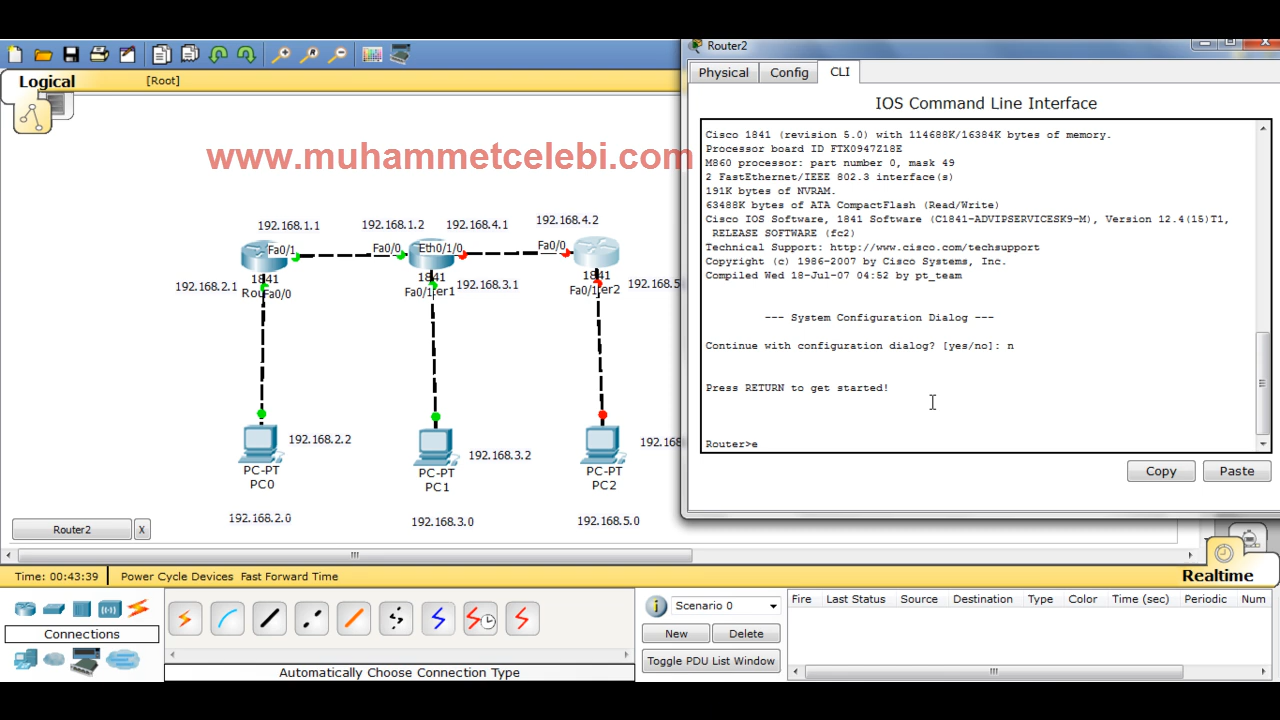 Router2
Logical
[Root]
Physical
Config
CLI
IOS Command Line Interface
Cisco 1841 (revision 5.0) with 114688K/16384K bytes of memory.
Processor board ID FTX0947Z18E
M860 processor: part number 0, mask 49
2 FastEthernet/IEEE 802.3 interface(s)
191K bytes of NVRAM.
63488K bytes of ATA CompactFlash (Read/Write)
Cisco IOS Software, 1841 Software (C1841-ADVIPSERVICESK9-M), Version 12.4(15)T1,
RELEASE SOFTWARE (fc2)
Technical Support: http://www.cisco.com/techsupport
Copyright (c) 1986-2007 by Cisco Systems, Inc.
Compiled Wed 18-Jul-07 04:52 by pt_team
--- System Configuration Dialog ---
Continue with configuration dialog? [yes/no]: n
Press RETURN to get started!
Router>e
Copy
Paste
www.muhammetcelebi.com
192.168.1.1
192.168.1.2
192.168.4.1
192.168.4.2
Fa0/1
Fa0/0
Eth0/1/0
Fa0/0
1841
1841
1841
192.168.2.1
Fa0/0
Fa0/1
192.168.3.1
Fa0/1
192.168.5
192.168.2.2
192.168.3.2
192.168
PC-PT
PC0
PC-PT
PC1
PC-PT
PC2
192.168.2.0
192.168.3.0
192.168.5.0
Router2
X
Time: 00:43:39
Power Cycle Devices Fast Forward Time
Realtime
Connections
Automatically Choose Connection Type
Scenario 0
New
Delete
Toggle PDU List Window
Fire
Last Status
Source
Destination
Type
Color
Time (sec)
Periodic
Num